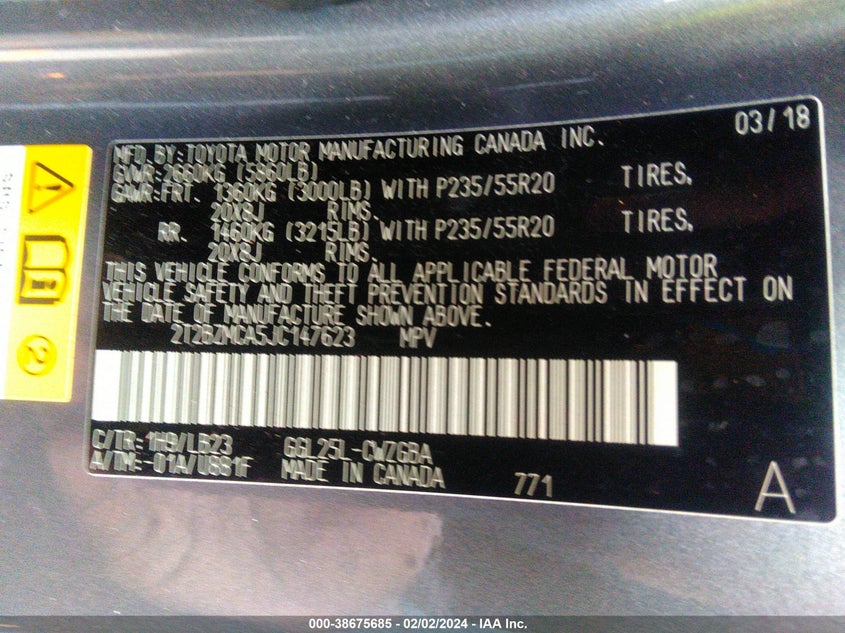 03/18
MFD. BY: TOYOTA MOTOR MANUFACTURING CANADA INC.
GVWR: 2660KG (5860LB)
GAWR:FRT. 1360KG (3000LB) WITH P235/55R20 TIRES,
20X8J RIMS.
RR. 1460KG (3215LB) WITH P235/55R20 TIRES,
20X8J RIMS.
THIS VEHICLE CONFORMS TO ALL APPLICABLE FEDERAL MOTOR
VEHICLE SAFETY AND THEFT PREVENTION STANDARDS IN EFFECT ON
THE DATE OF MANUFACTURE SHOWN ABOVE.
2T2BZMCA5JC147623 MPV
C/TR: 1H9/LB23 GGL25L-CWZGBA
A/TM: -01A/U881F MADE IN CANADA 771 A
000-38675685 - 02/02/2024 - IAA Inc.